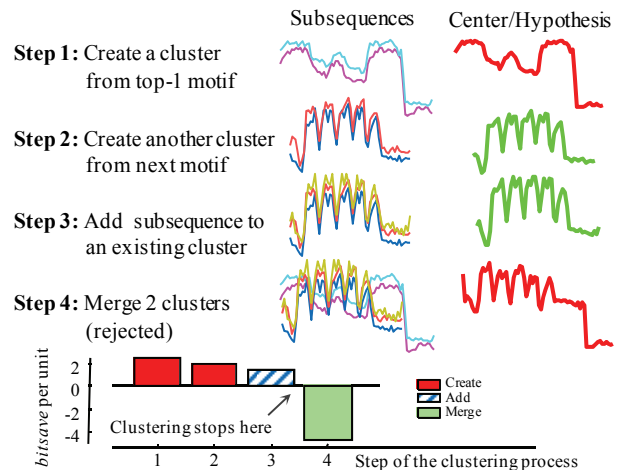 Subsequences Center/Hypothesis
Step 1: Create a cluster
from top-1 motif
Step 2: Create another cluster
from next motif
Step 3: Add subsequence to
an existing cluster
Step 4: Merge 2 clusters
(rejected)
bitsave per unit
2
0
-2
-4
Clustering stops here
Create
Add
Merge
1 2 3 4 Step of the clustering process